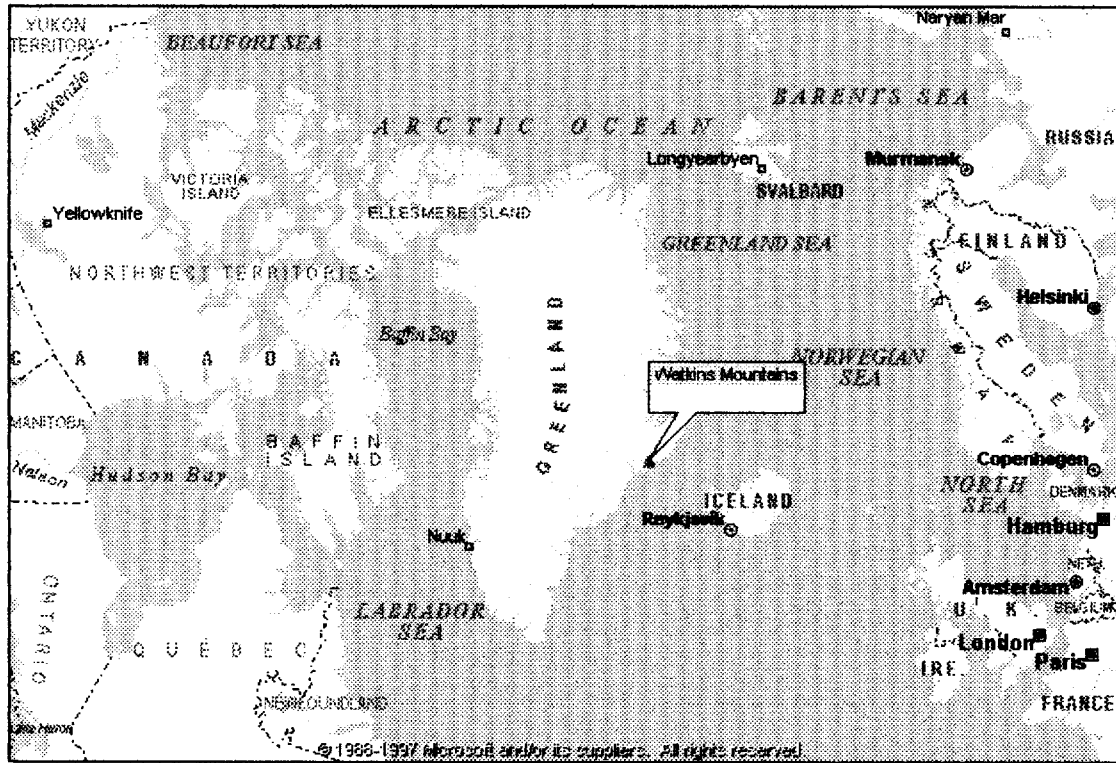 YUKON
TERRITORY
BEAUFORT SEA
Naryan Mar
Mackenzie
BARENTS SEA
ARCTIC OCEAN
RUSSIA
Longyearbyen
Murmansk
VICTORIA
ISLAND
SVALBARD
Yellowknife
ELLESMERE ISLAND
GREENLAND SEA
FINLAND
NORTHWEST TERRITORIES
Helsinki
SWEDEN
NORWAY
Baffin Bay
GREENLAND
CANADA
NORWEGIAN
SEA
Watkins Mountains
MANITOBA
BAFFIN
ISLAND
Nelson
Hudson Bay
Copenhagen
NORTH
SEA
DENMARK
ICELAND
Reykjavik
Hamburg
Nuuk
NETH.
Amsterdam
BELGIUM
ONTARIO
LABRADOR
SEA
U K
London
QUÉBEC
IRE.
Paris
NEWFOUNDLAND
FRANCE
Lake Huron
© 1988-1997 Microsoft and/or its suppliers. All rights reserved.